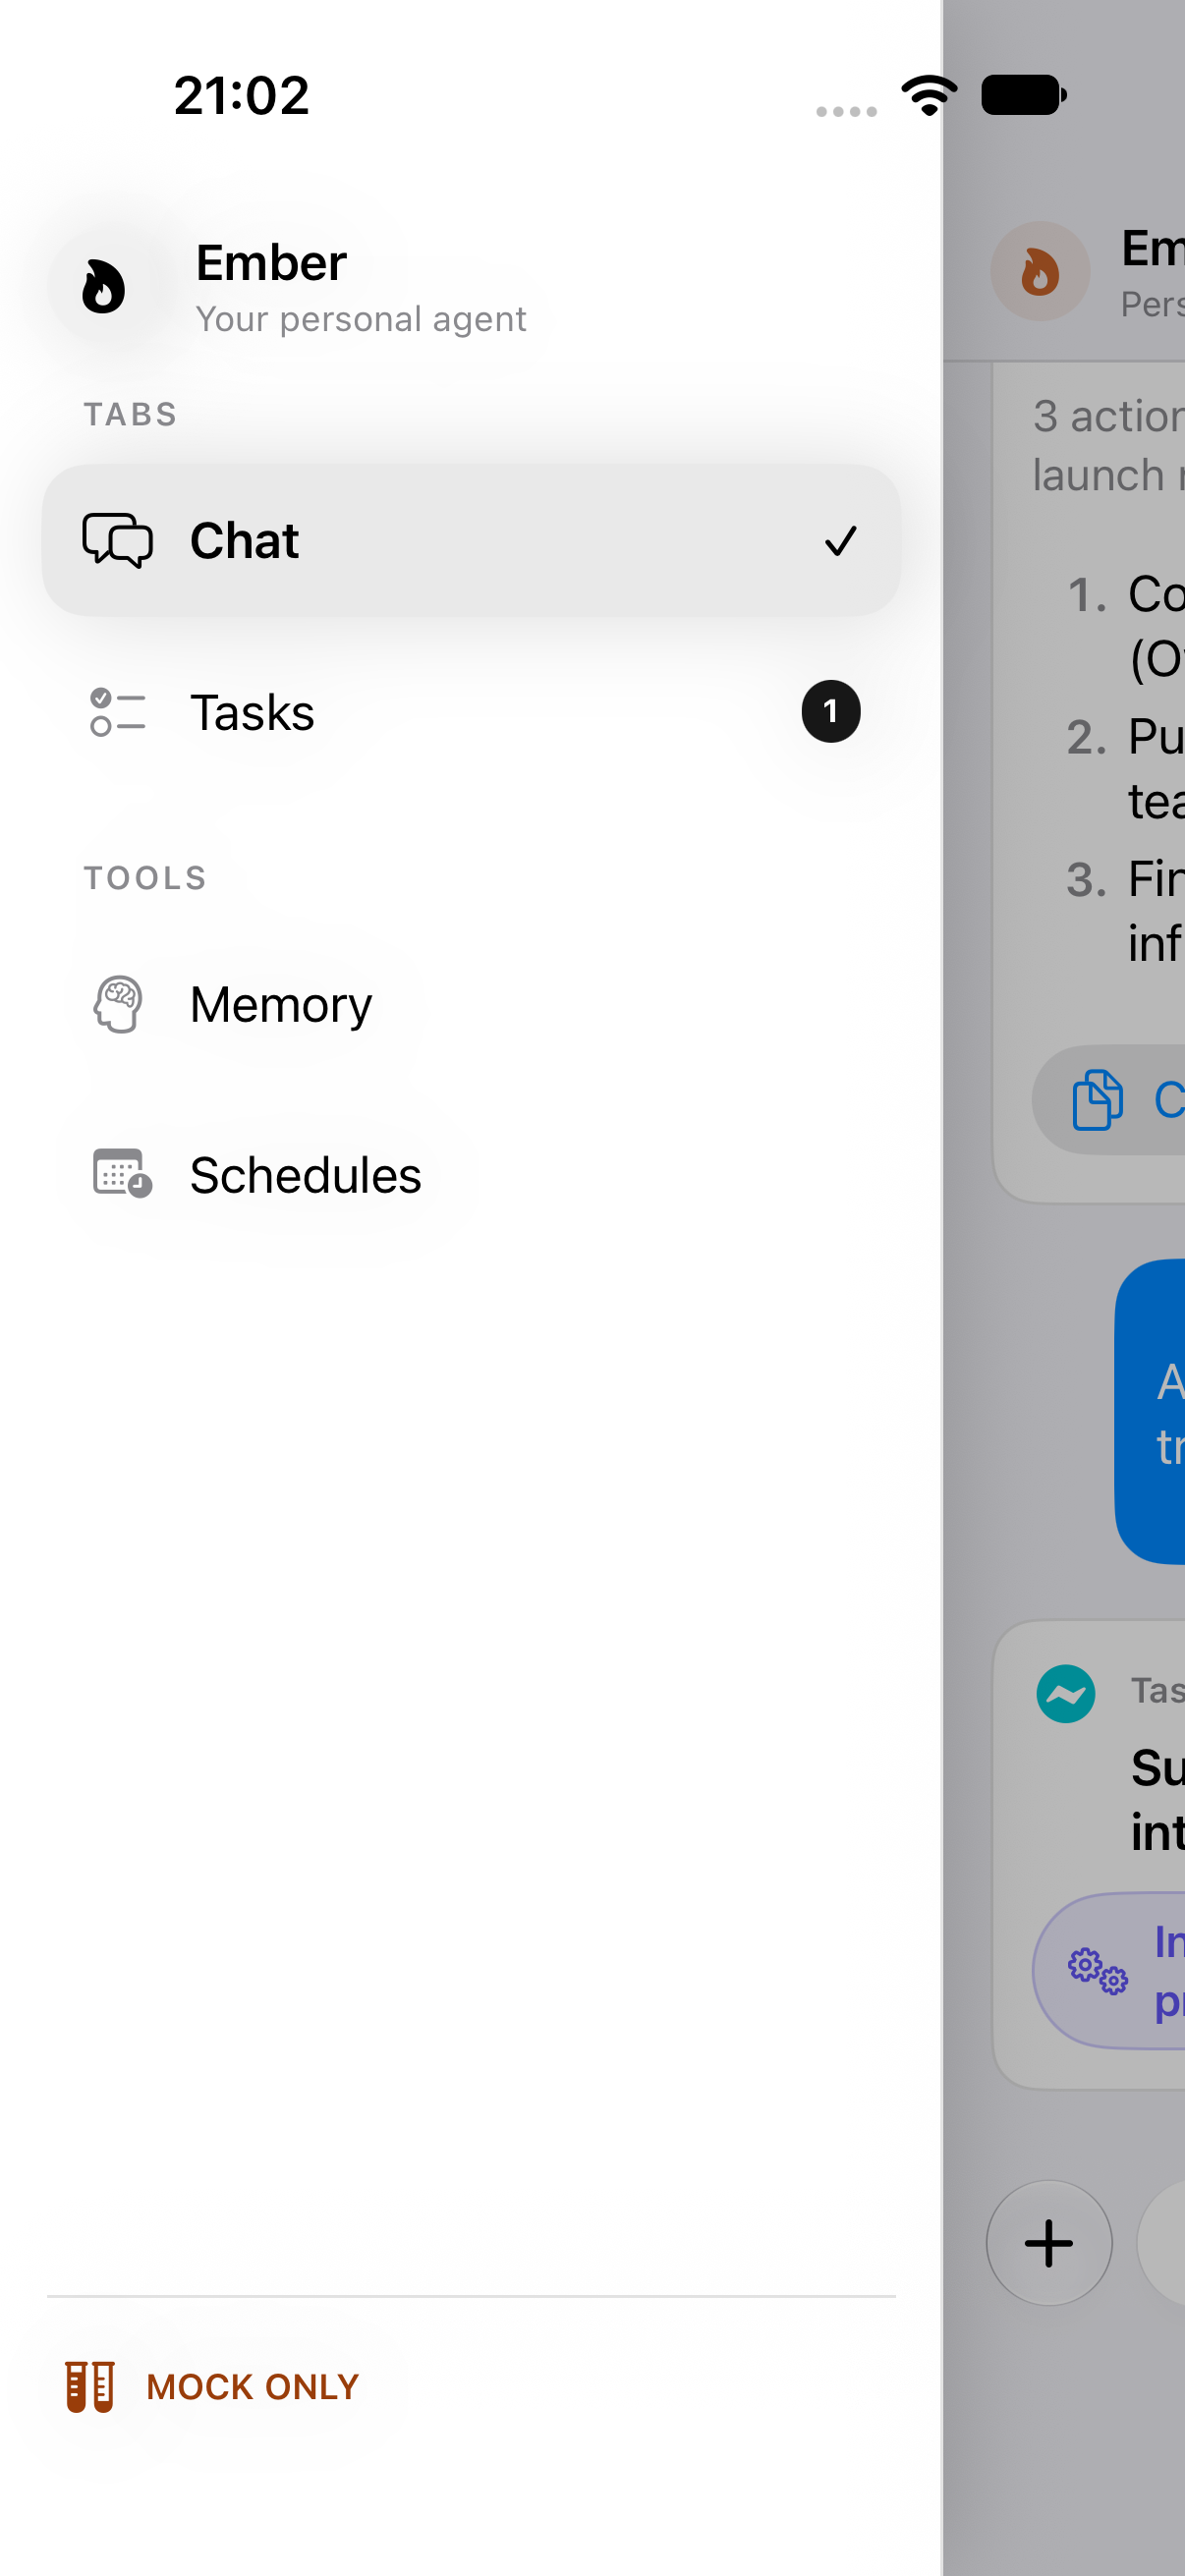 21:02
Ember
Your personal agent
TABS
Chat
Tasks
1
TOOLS
Memory
Schedules
MOCK ONLY
3
launch
1.
2.
3.